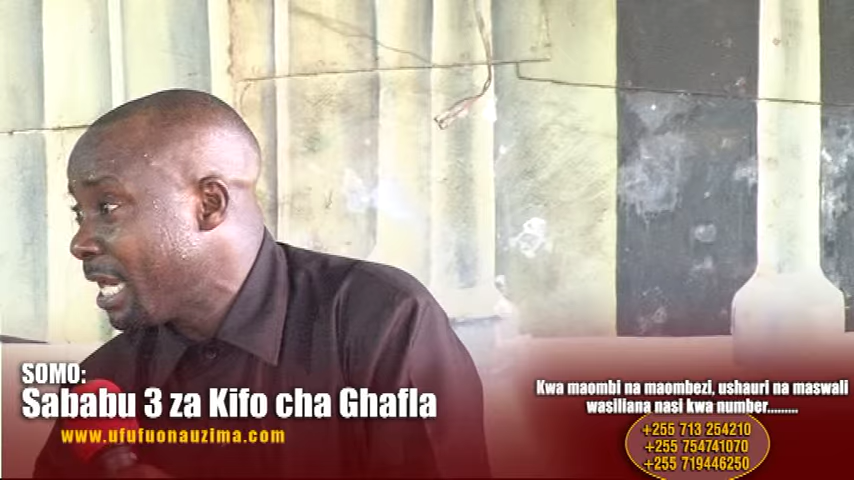 SOMO:
Sababu 3 za Kifo cha Ghafla
www.ufufuonauzima.com
Kwa maombi na maombezi, ushauri na maswali
wasiliana nasi kwa number.........
+255 713 254210
+255 754741070
+255 719446250